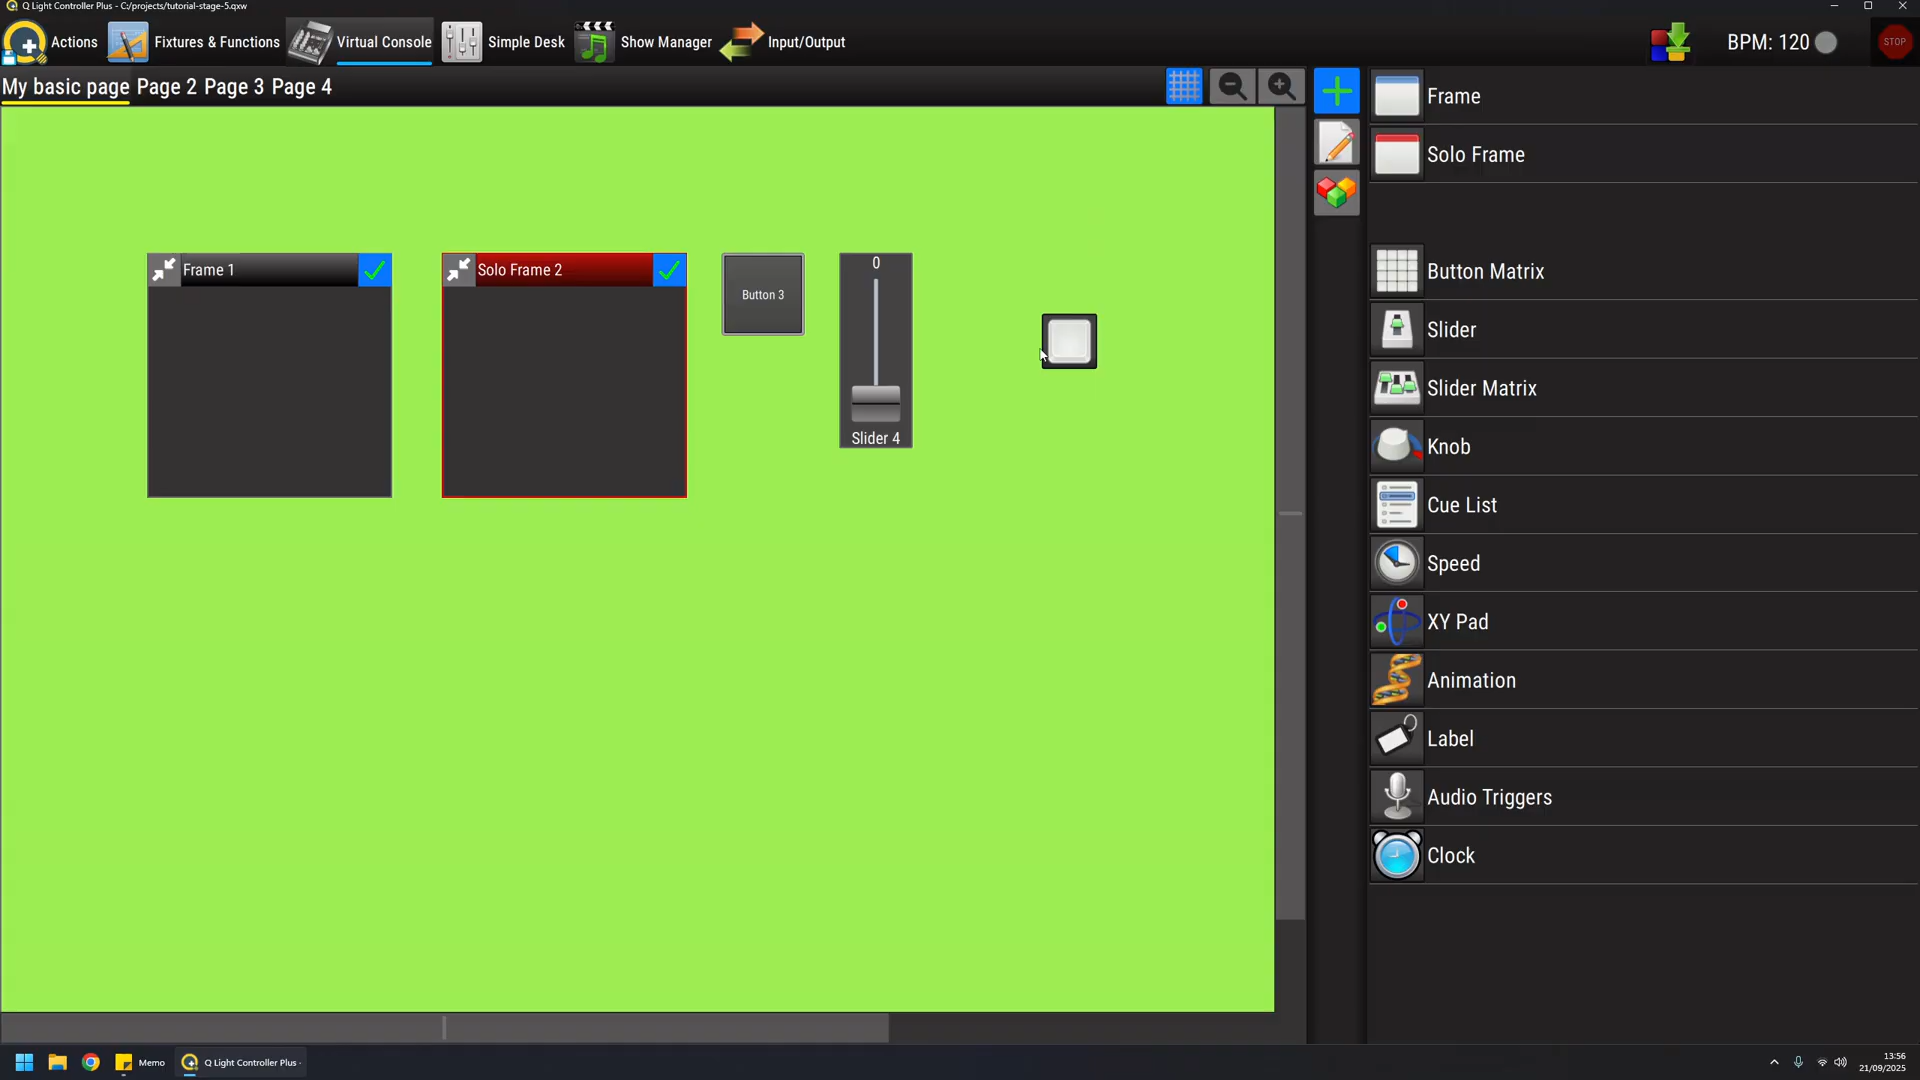 Q Light Controller Plus - C:/projects/tutorial-stage-5.qxw
Actions
Fixtures & Functions
Virtual Console
Simple Desk
Show Manager
Input/Output
BPM: 120
STOP
My basic page Page 2 Page 3 Page 4
Frame 1
Solo Frame 2
Button 3
0
Slider 4
Frame
Solo Frame
Button Matrix
Slider
Slider Matrix
Knob
Cue List
Speed
XY Pad
Animation
Label
Audio Triggers
Clock
Memo
Q Light Controller Plus -
13:56
21/09/2025